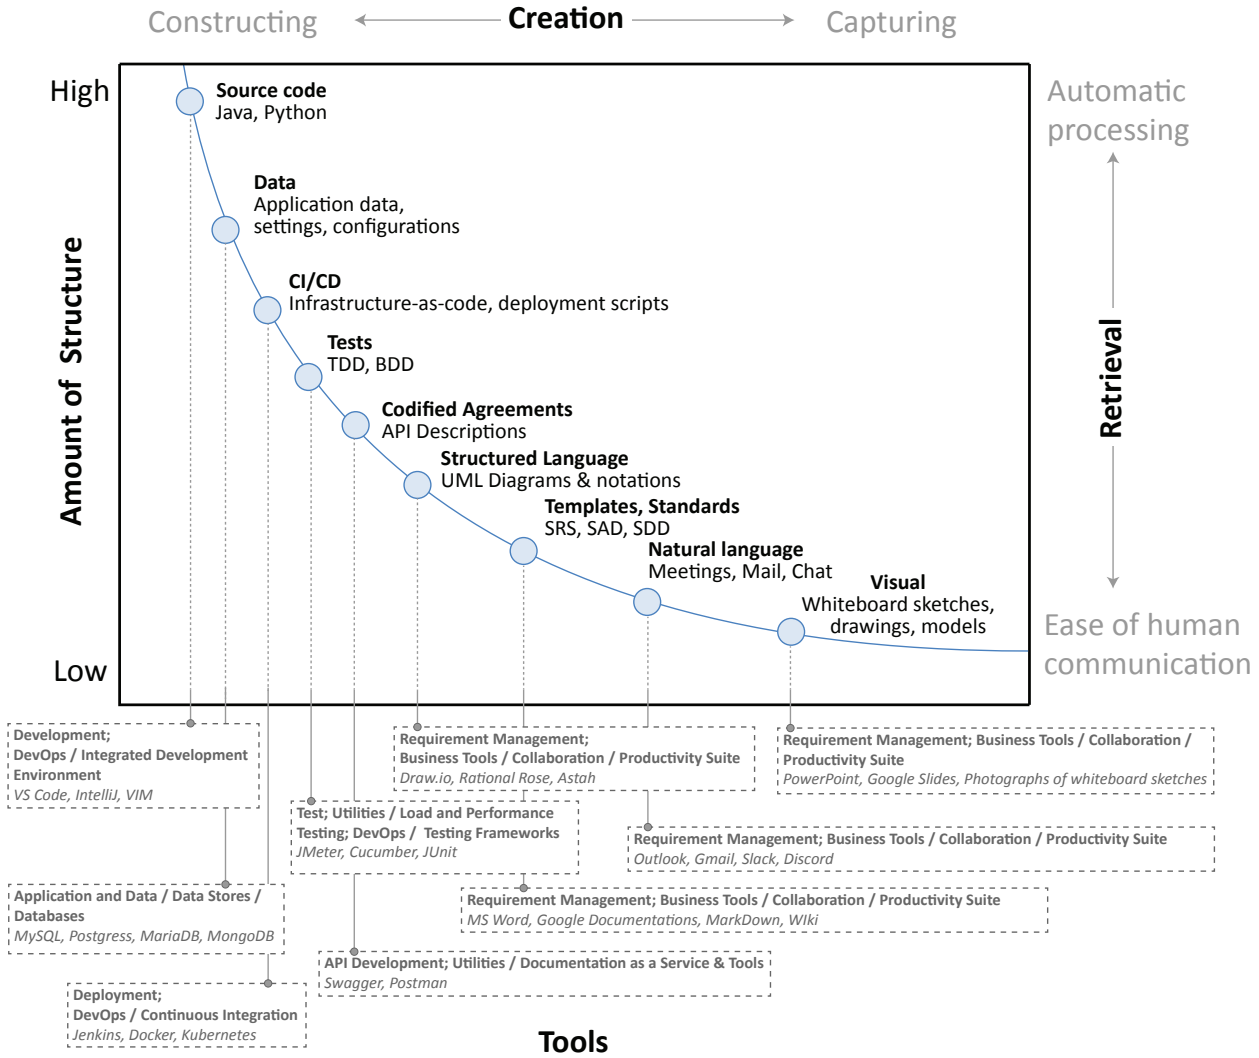 Constructing
Creation
Capturing
High
Automatic
processing
Source code
Java, Python
Data
Application data,
settings, configurations
CI/CD
Infrastructure-as-code, deployment scripts
Tests
TDD, BDD
Codified Agreements
API Descriptions
Structured Language
UML Diagrams & notations
Templates, Standards
SRS, SAD, SDD
Natural language
Meetings, Mail, Chat
Visual
Whiteboard sketches,
drawings, models
Amount of Structure
Retrieval
Ease of human
communication
Low
Development;
DevOps / Integrated Development
Environment
VS Code, IntelliJ, VIM
Requirement Management;
Business Tools / Collaboration / Productivity Suite
Draw.io, Rational Rose, Astah
Requirement Management; Business Tools / Collaboration /
Productivity Suite
PowerPoint, Google Slides, Photographs of whiteboard sketches
Test; Utilities / Load and Performance
Testing; DevOps / Testing Frameworks
JMeter, Cucumber, JUnit
Requirement Management; Business Tools / Collaboration / Productivity Suite
Outlook, Gmail, Slack, Discord
Application and Data / Data Stores /
Databases
MySQL, Postgress, MariaDB, MongoDB
Requirement Management; Business Tools / Collaboration / Productivity Suite
MS Word, Google Documentations, MarkDown, WIki
API Development; Utilities / Documentation as a Service & Tools
Swagger, Postman
Deployment;
DevOps / Continuous Integration
Jenkins, Docker, Kubernetes
Tools